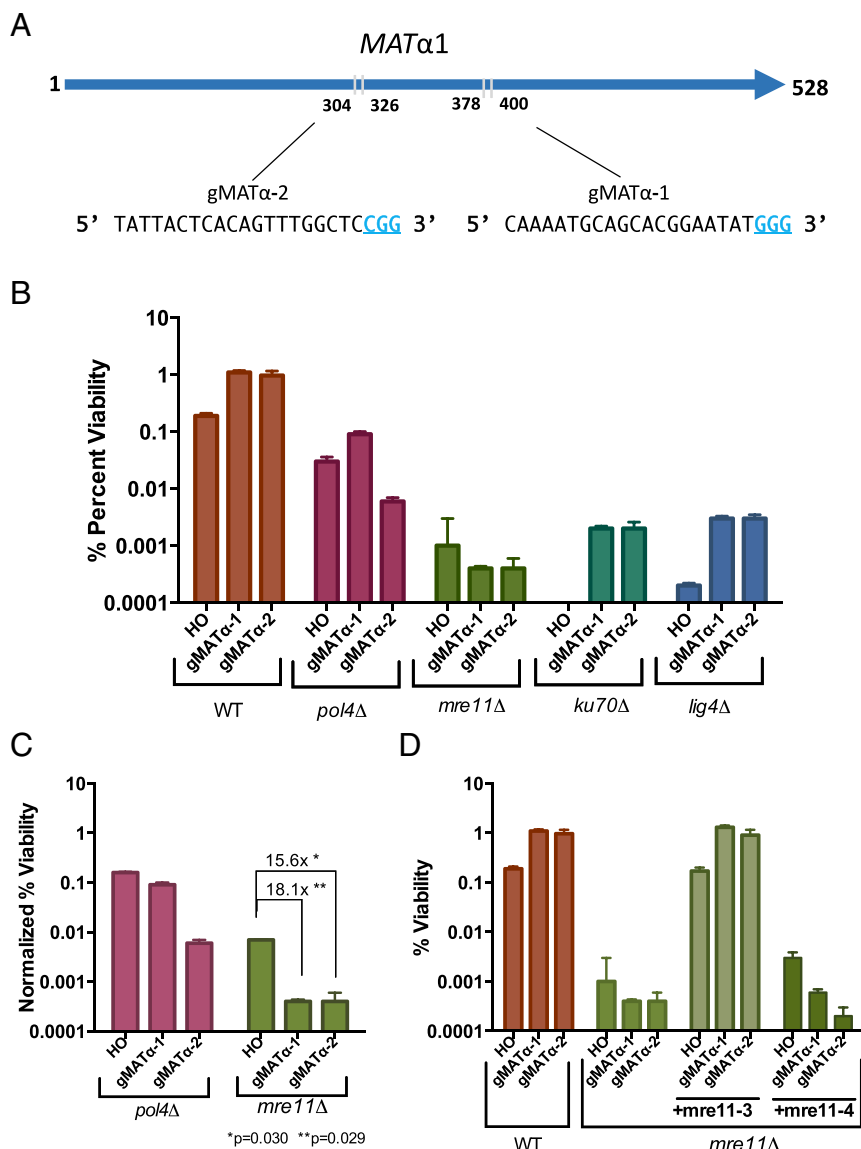 A
MATα1
1
528
304
326
378
400
gMATα-2
gMATα-1
5’ TATTACTCACAGTTTGGCTCCGG 3’
5’ CAAAATGCAGCACGGAATATGGG 3’
B
% Percent Viability
10
1
0.1
0.01
0.001
0.0001
HO
gMATα-1
gMATα-2
HO
gMATα-1
gMATα-2
HO
gMATα-1
gMATα-2
HO
gMATα-1
gMATα-2
HO
gMATα-1
gMATα-2
WT
pol4Δ
mre11Δ
ku70Δ
lig4Δ
C
Normalized % Viability
10
1
0.1
0.01
0.001
0.0001
15.6x *
18.1x **
HO
gMATα-1
gMATα-2
HO
gMATα-1
gMATα-2
pol4Δ
mre11Δ
*p=0.030 **p=0.029
D
% Viability
10
1
0.1
0.01
0.001
0.0001
HO
gMATα-1
gMATα-2
HO
gMATα-1
gMATα-2
HO
gMATα-1
gMATα-2
HO
gMATα-1
gMATα-2
+mre11-3
+mre11-4
WT
mre11Δ